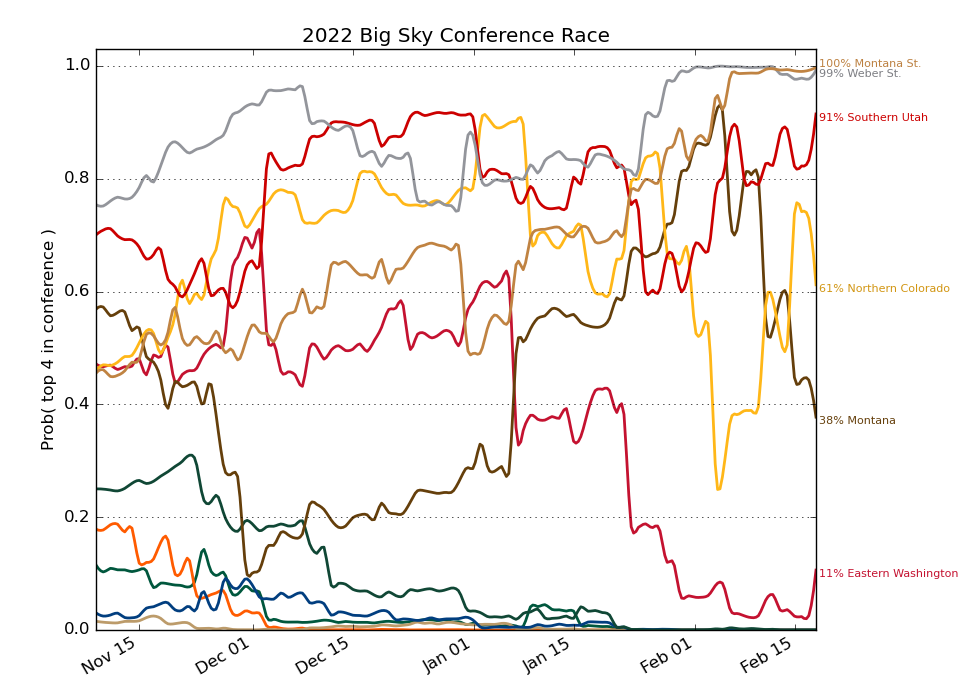 2022 Big Sky Conference Race
1.0
0.8
0.6
0.4
0.2
0.0
Prob( top 4 in conference )
100% Montana St.
99% Weber St.
91% Southern Utah
61% Northern Colorado
38% Montana
11% Eastern Washington
Nov 15
Dec 01
Dec 15
Jan 01
Jan 15
Feb 01
Feb 15